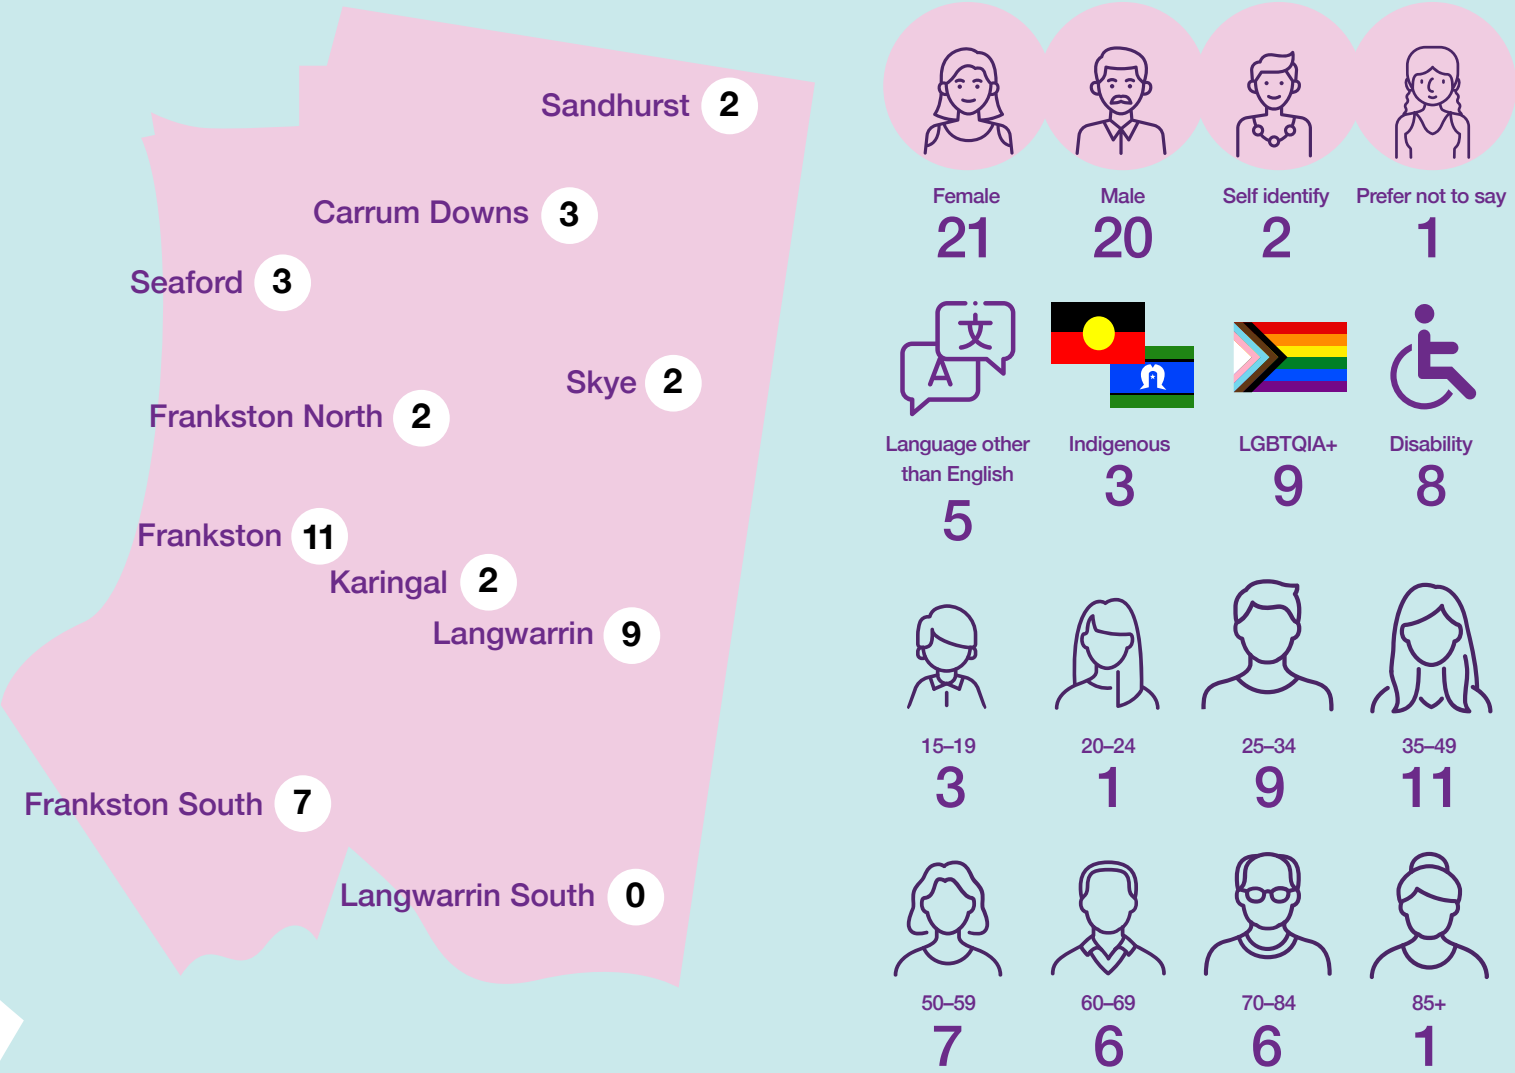 Sandhurst 2
Carrum Downs 3
Seaford 3
Skye 2
Frankston North 2
Frankston 11
Karingal 2
Langwarrin 9
Frankston South 7
Langwarrin South 0
Female
21
Male
20
Self identify
2
Prefer not to say
1
文
A
Language other
than English
5
Indigenous
3
LGBTQIA+
9
Disability
8
15–19
3
20–24
1
25–34
9
35–49
11
50–59
7
60–69
6
70–84
6
85+
1